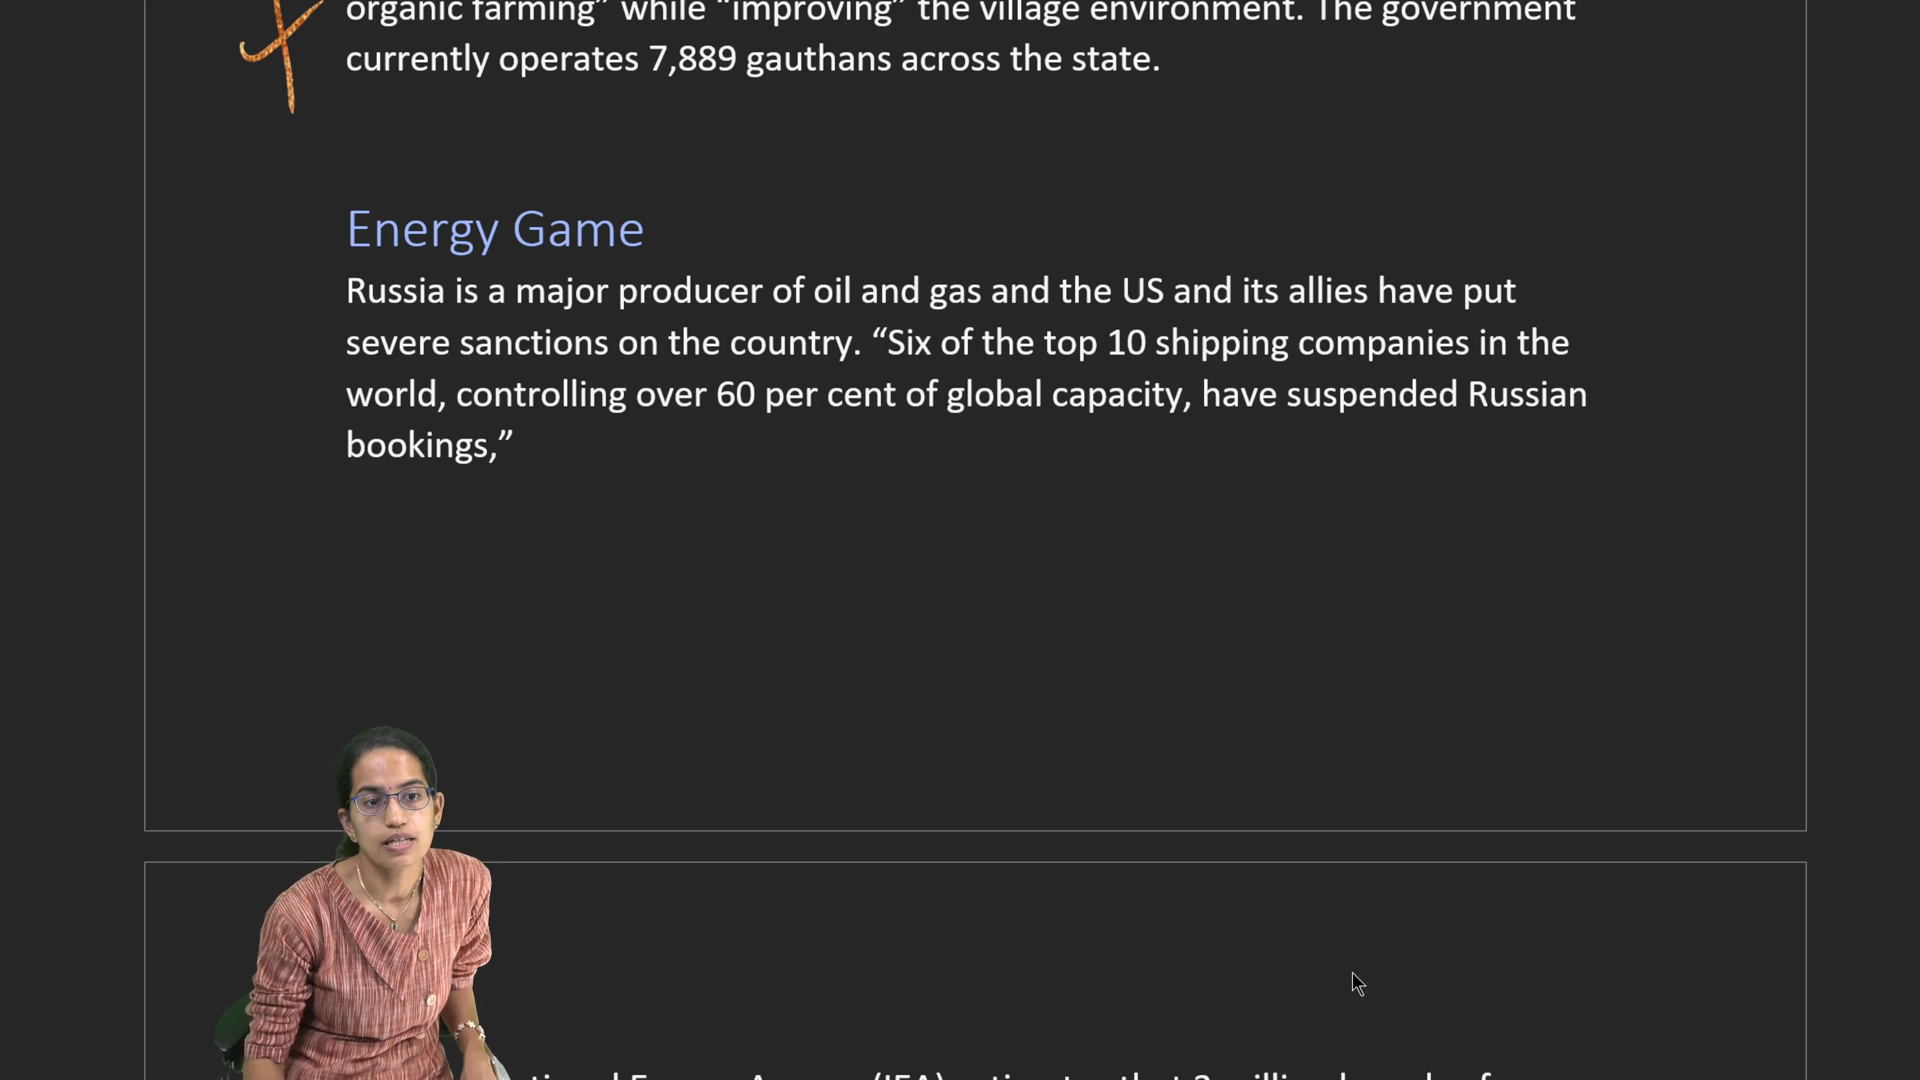 organic farming” while “improving” the village environment. The government
currently operates 7,889 gauthans across the state.
Energy Game
Russia is a major producer of oil and gas and the US and its allies have put
severe sanctions on the country. “Six of the top 10 shipping companies in the
world, controlling over 60 per cent of global capacity, have suspended Russian
bookings,”